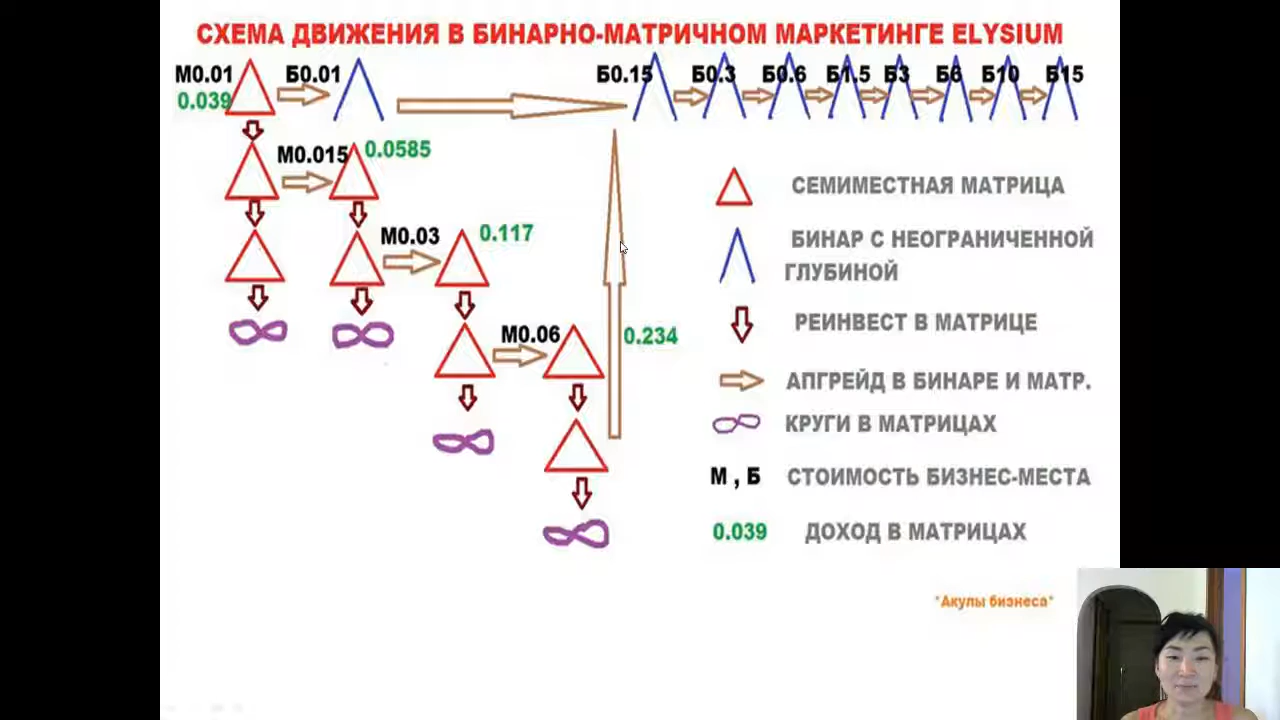 СХЕМА ДВИЖЕНИЯ В БИНАРНО-МАТРИЧНОМ МАРКЕТИНГЕ ELYSIUM
М0.01 Б0.01 Б0.15 Б0.3 Б0.6 Б1.5 Б3 Б6 Б10 Б15
0.039
М0.015 0.0585
СЕМИМЕСТНАЯ МАТРИЦА
М0.03 0.117
БИНАР С НЕОГРАНИЧЕННОЙ
ГЛУБИНОЙ
М0.06 0.234
РЕИНВЕСТ В МАТРИЦЕ
АПГРЕЙД В БИНАРЕ И МАТР.
КРУГИ В МАТРИЦАХ
М , Б СТОИМОСТЬ БИЗНЕС-МЕСТА
0.039 ДОХОД В МАТРИЦАХ
"Акулы бизнеса"